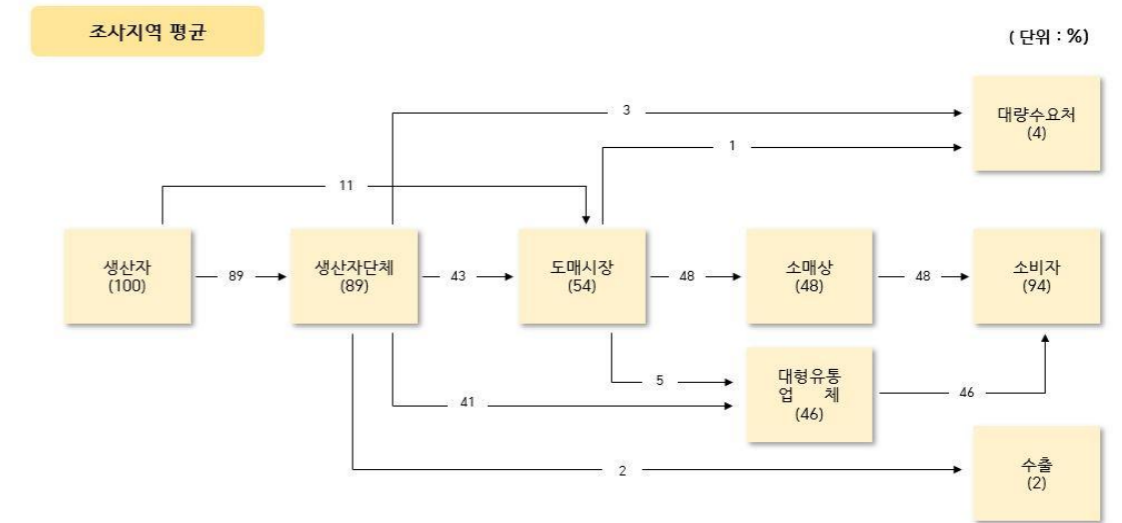 조사지역 평균
( 단위 : %)
3
대량수요처
(4)
1
11
생산자
(100)
89
생산자단체
(89)
43
도매시장
(54)
48
소매상
(48)
48
소비자
(94)
5
대형유통
업 체
(46)
46
41
2
수출
(2)